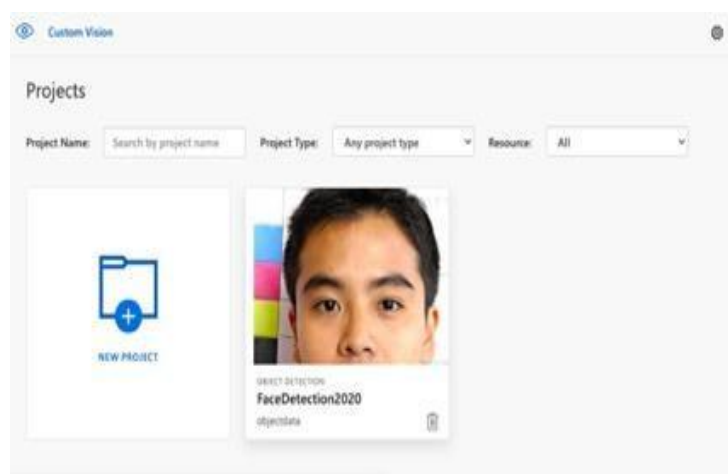 Custom Vision
Projects
Project Name: Search by project name Project Type: Any project type Resource: All
NEW PROJECT
OBJECT DETECTION
FaceDetection2020
objectdata